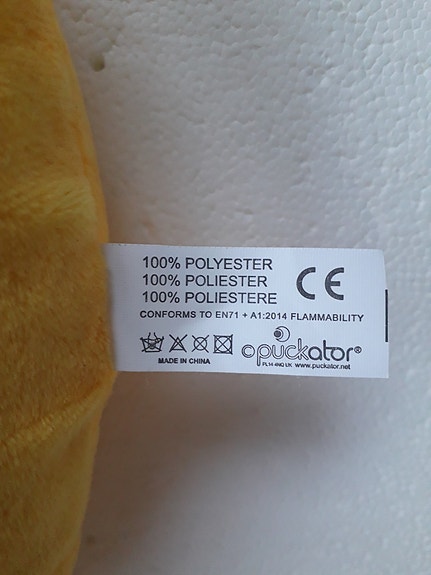 100% POLYESTER
100% POLIESTER
100% POLIESTERE
CE
CONFORMS TO EN71 + A1:2014 FLAMMABILITY
MADE IN CHINA
puckator®
PL14 4NQ UK www.puckator.net